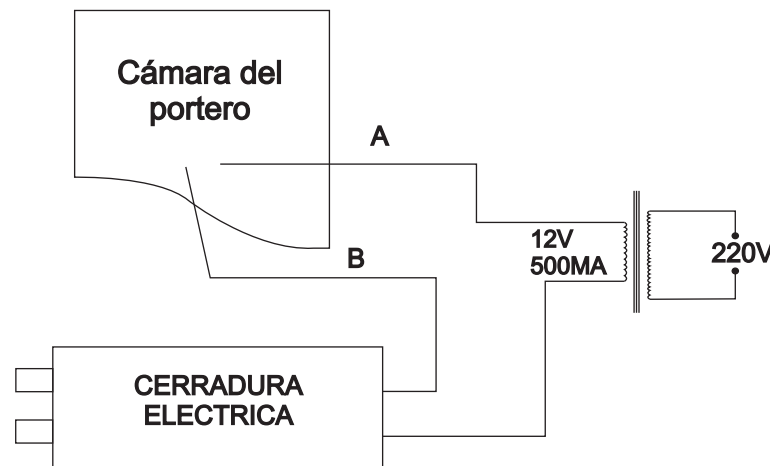 Cámara del
portero
A
12V
500MA
220V
B
CERRADURA
ELECTRICA